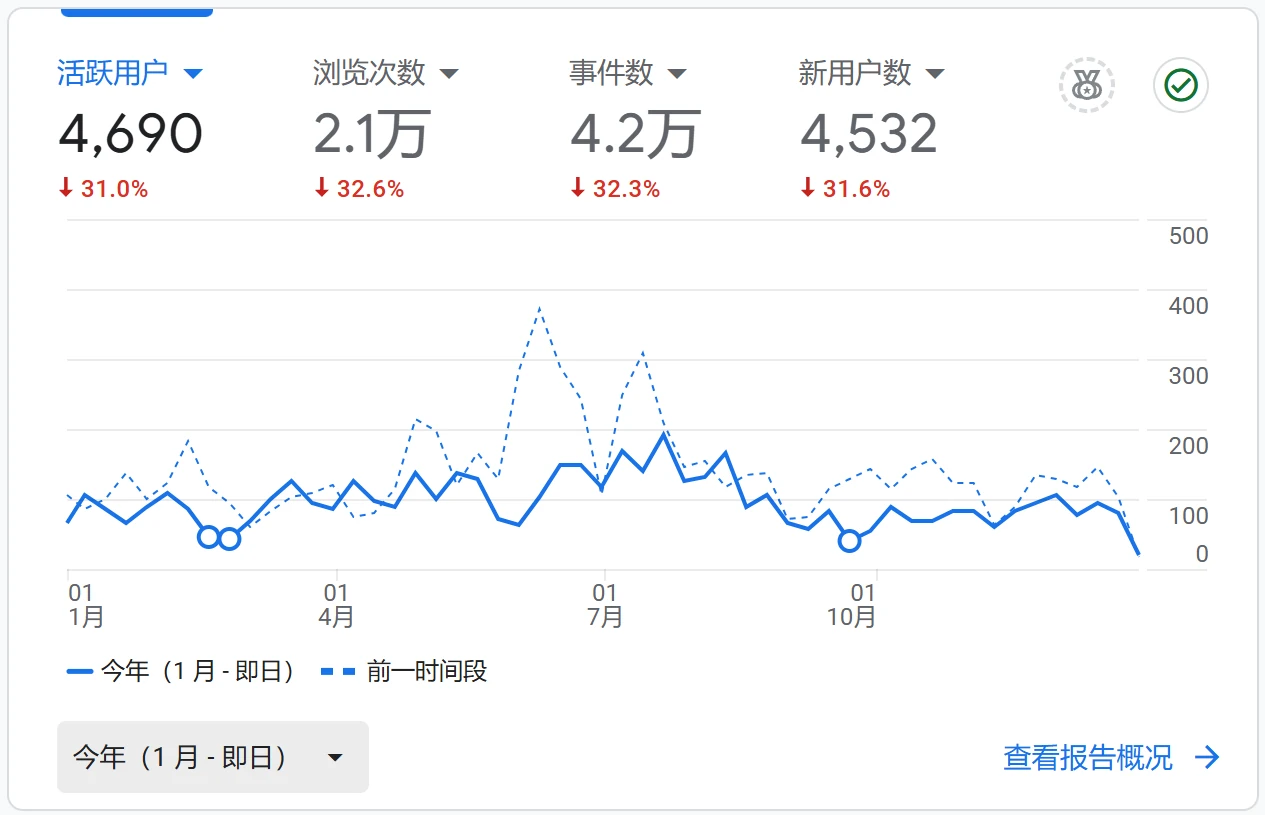 活跃用户 浏览次数 事件数 新用户数
4,690 2.1万 4.2万 4,532
31.0% 32.6% 32.3% 31.6%
500
400
300
200
100
0
01 01 01 01
1月 4月 7月 10月
今年（1 月 - 即日） 前一时间段
今年（1 月 - 即日） 查看报告概况